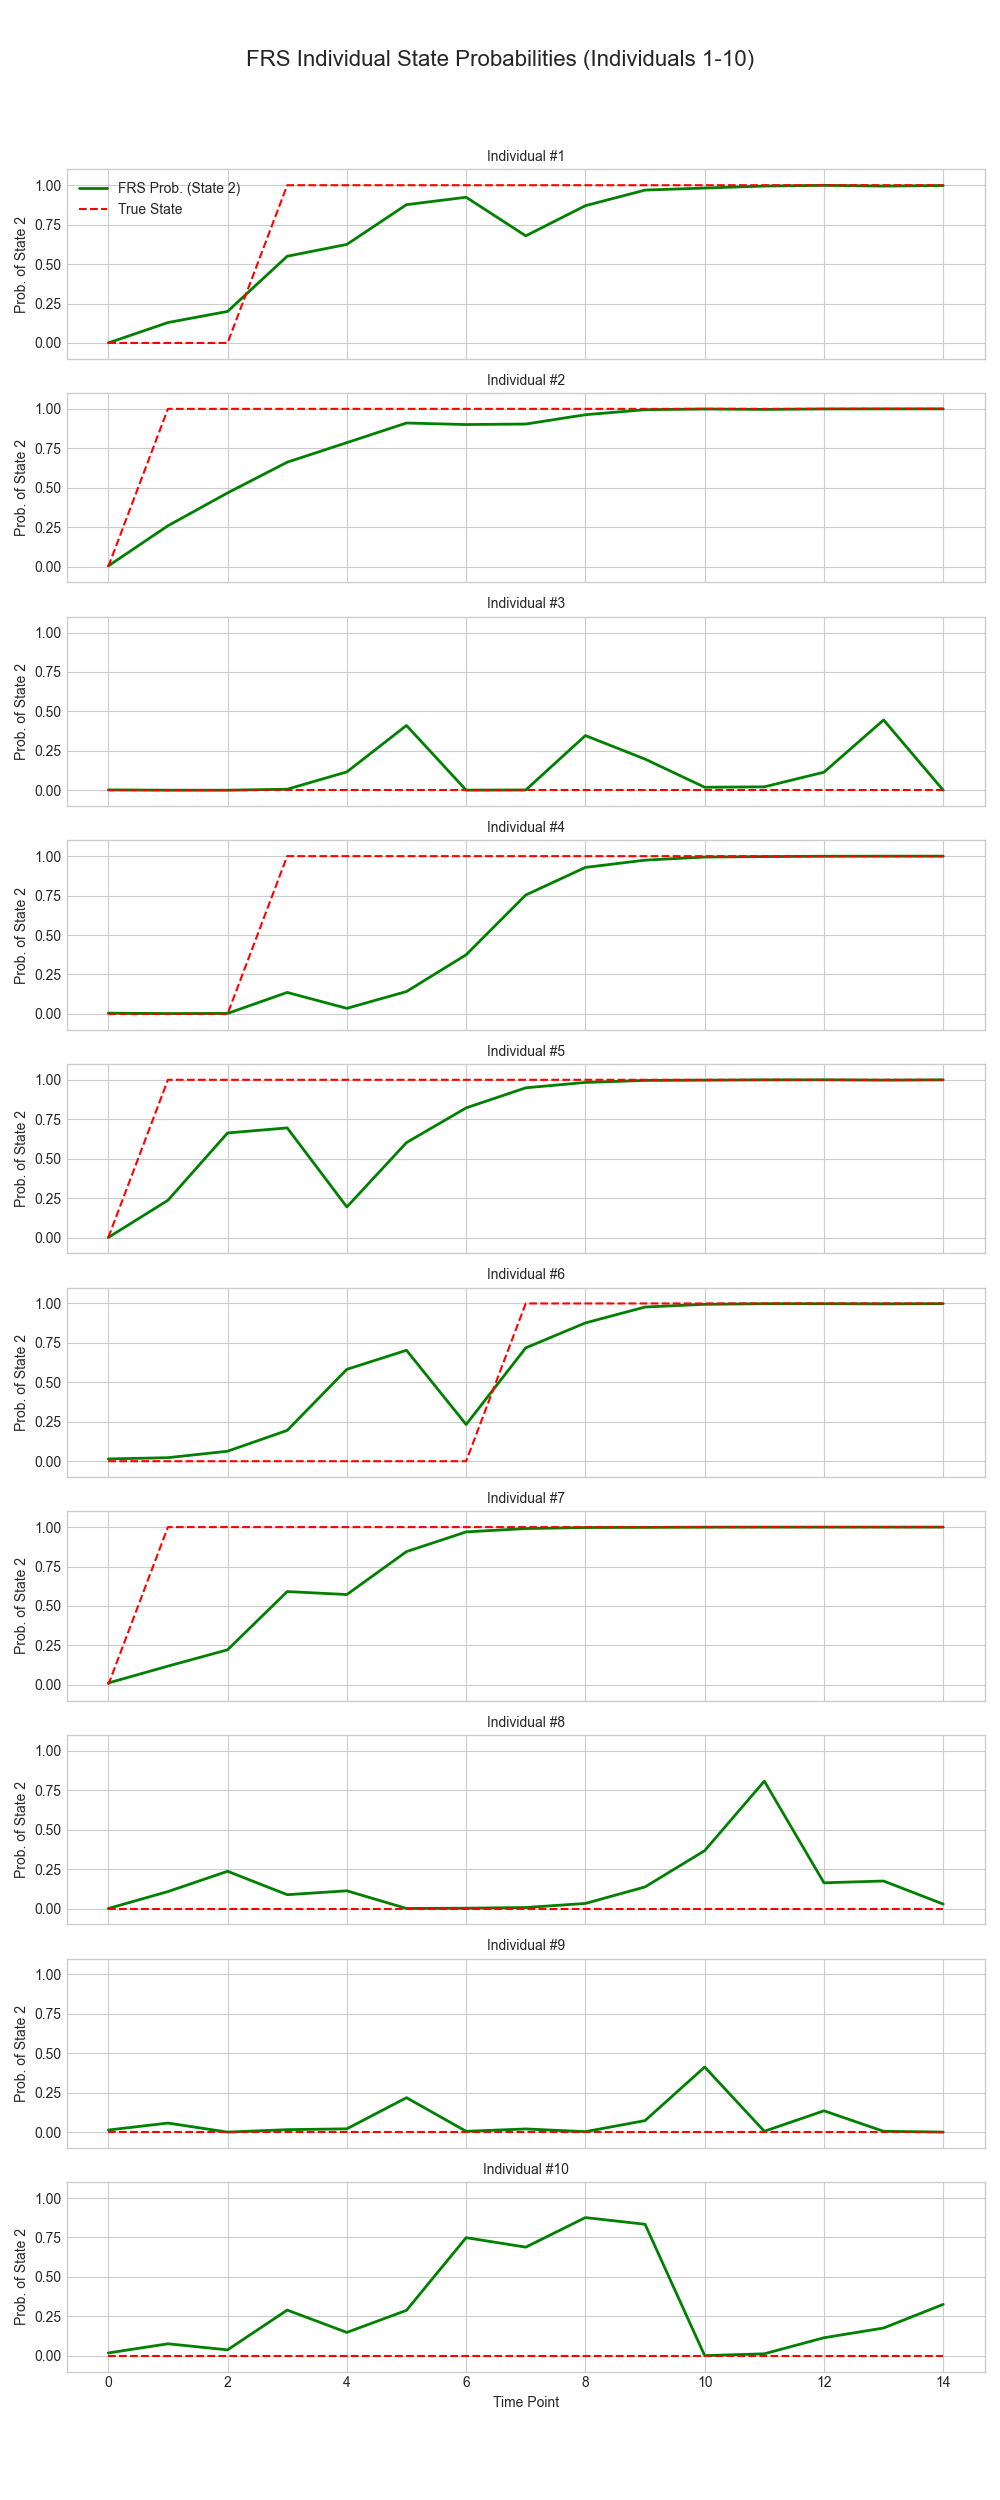 FRS Individual State Probabilities (Individuals 1-10)
Individual #1
FRS Prob. (State 2)
True State
Prob. of State 2
1.00
0.75
0.50
0.25
0.00
Individual #2
Prob. of State 2
1.00
0.75
0.50
0.25
0.00
Individual #3
Prob. of State 2
1.00
0.75
0.50
0.25
0.00
Individual #4
Prob. of State 2
1.00
0.75
0.50
0.25
0.00
Individual #5
Prob. of State 2
1.00
0.75
0.50
0.25
0.00
Individual #6
Prob. of State 2
1.00
0.75
0.50
0.25
0.00
Individual #7
Prob. of State 2
1.00
0.75
0.50
0.25
0.00
Individual #8
Prob. of State 2
1.00
0.75
0.50
0.25
0.00
Individual #9
Prob. of State 2
1.00
0.75
0.50
0.25
0.00
Individual #10
Prob. of State 2
1.00
0.75
0.50
0.25
0.00
0 2 4 6 8 10 12 14
Time Point